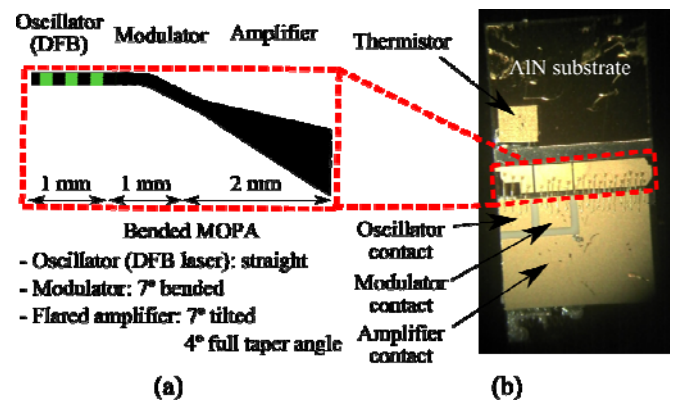 Oscillator
(DFB)
Modulator
Amplifier
1 mm
1 mm
2 mm
Bended MOPA
- Oscillator (DFB laser): straight
- Modulator: 7° bended
- Flared amplifier: 7° tilted
4° full taper angle
(a)
Thermistor
AlN substrate
Oscillator
contact
Modulator
contact
Amplifier
contact
(b)